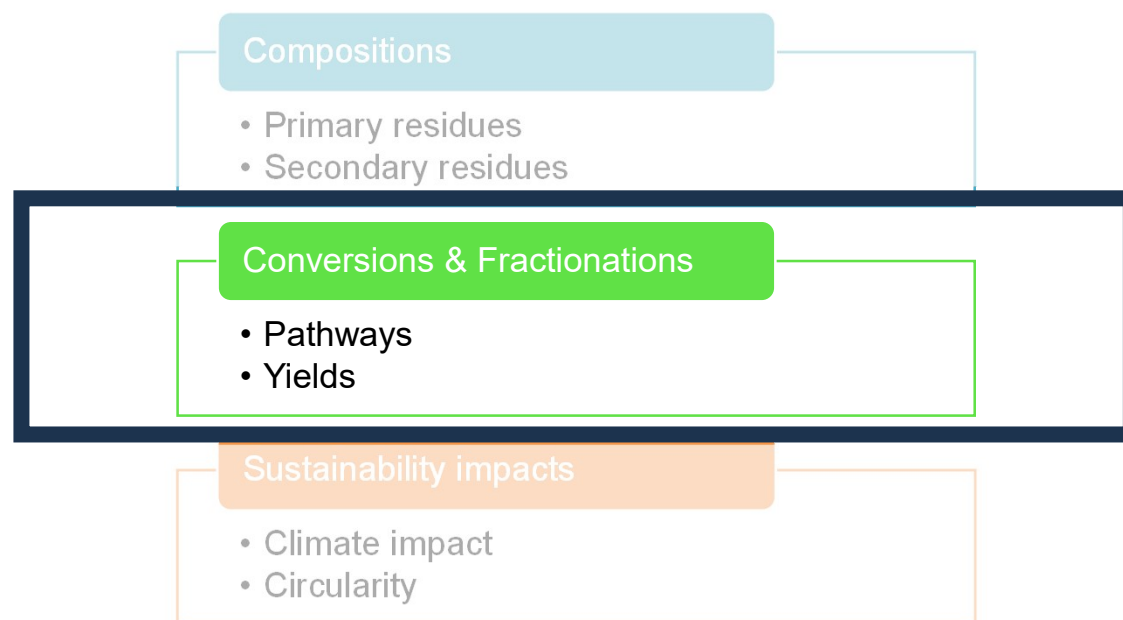 Compositions
• Primary residues
• Secondary residues
Conversions & Fractionations
• Pathways
• Yields
Sustainability impacts
• Climate impact
• Circularity